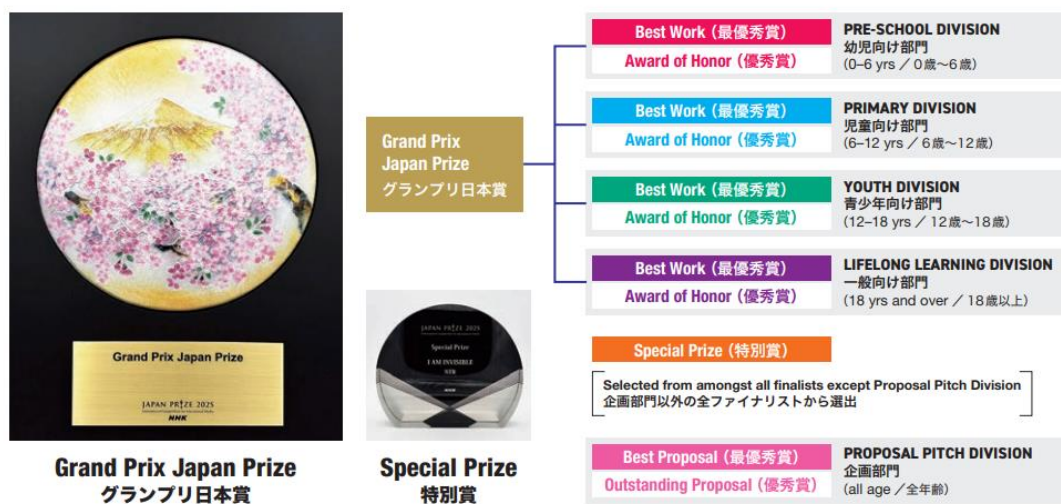 Grand Prix Japan Prize
JAPAN PRIZE 2025
NHK
Grand Prix Japan Prize
グランプリ日本賞
JAPAN PRIZE 2025
Special Prize
I AM INVISIBLE
NHK
Special Prize
特別賞
Grand Prix
Japan Prize
グランプリ日本賞
Best Work（最優秀賞）
Award of Honor（優秀賞）
PRE-SCHOOL DIVISION
幼児向け部門
(0–6 yrs ／ 0歳〜6歳)
Best Work（最優秀賞）
Award of Honor（優秀賞）
PRIMARY DIVISION
児童向け部門
(6–12 yrs ／ 6歳〜12歳)
Best Work（最優秀賞）
Award of Honor（優秀賞）
YOUTH DIVISION
青少年向け部門
(12–18 yrs ／ 12歳〜18歳)
Best Work（最優秀賞）
Award of Honor（優秀賞）
LIFELONG LEARNING DIVISION
一般向け部門
(18 yrs and over ／ 18歳以上)
Special Prize（特別賞）
Selected from amongst all finalists except Proposal Pitch Division
企画部門以外の全ファイナリストから選出
Best Proposal（最優秀賞）
Outstanding Proposal（優秀賞）
PROPOSAL PITCH DIVISION
企画部門
(all age ／全年齢)